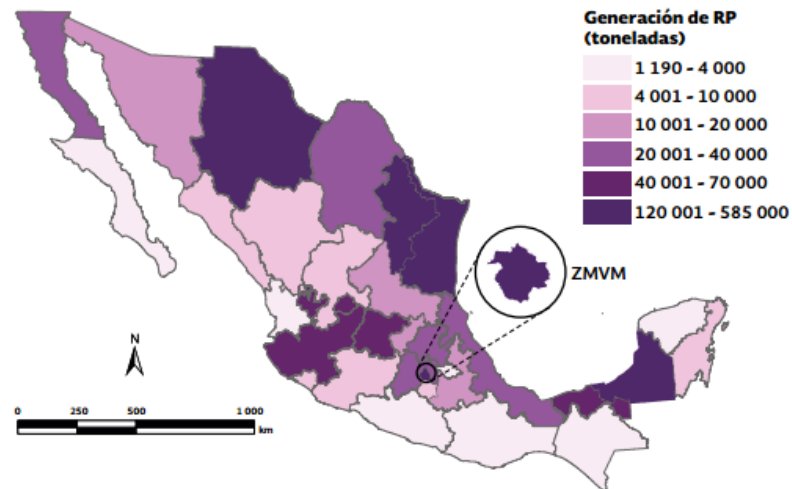 Generación de RP
(toneladas)
1 190 - 4 000
4 001 - 10 000
10 001 - 20 000
20 001 - 40 000
40 001 - 70 000
120 001 - 585 000
ZMVM
N
0 250 500 1 000
km